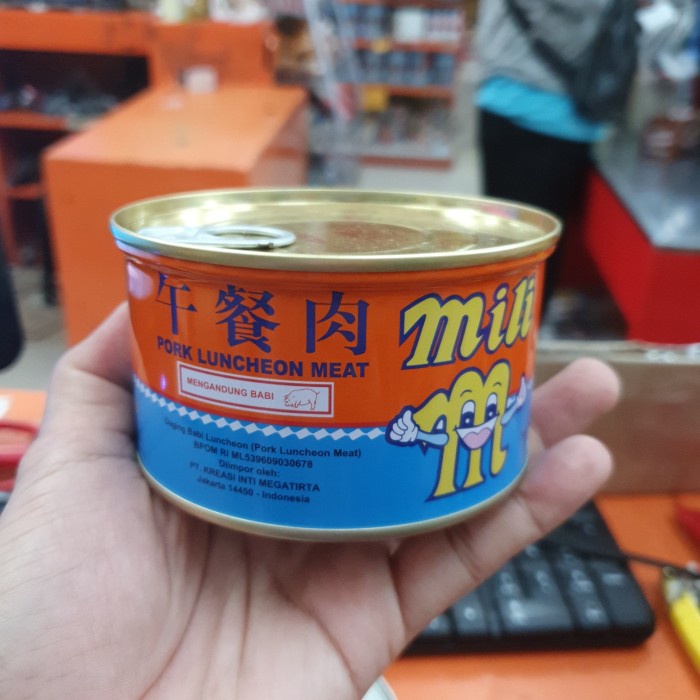 午餐肉
mili
PORK LUNCHEON MEAT
MENGANDUNG BABI
Daging Babi Luncheon (Pork Luncheon Meat)
BPOM RI ML539609030678
Diimpor oleh:
PT. KREASI INTI MEGATIRTA
Jakarta 14450 - Indonesia
m